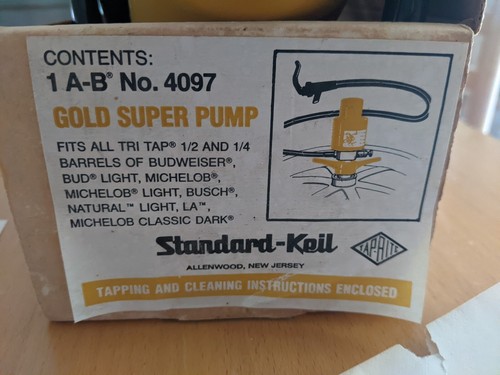 CONTENTS:
1 A-B® No. 4097
GOLD SUPER PUMP
FITS ALL TRI TAP® 1/2 AND 1/4
BARRELS OF BUDWEISER®,
BUD® LIGHT, MICHELOB®,
MICHELOB® LIGHT, BUSCH®,
NATURAL™ LIGHT, LA™,
MICHELOB CLASSIC DARK®
Standard-Keil
TAP-RITE
ALLENWOOD, NEW JERSEY
TAPPING AND CLEANING INSTRUCTIONS ENCLOSED